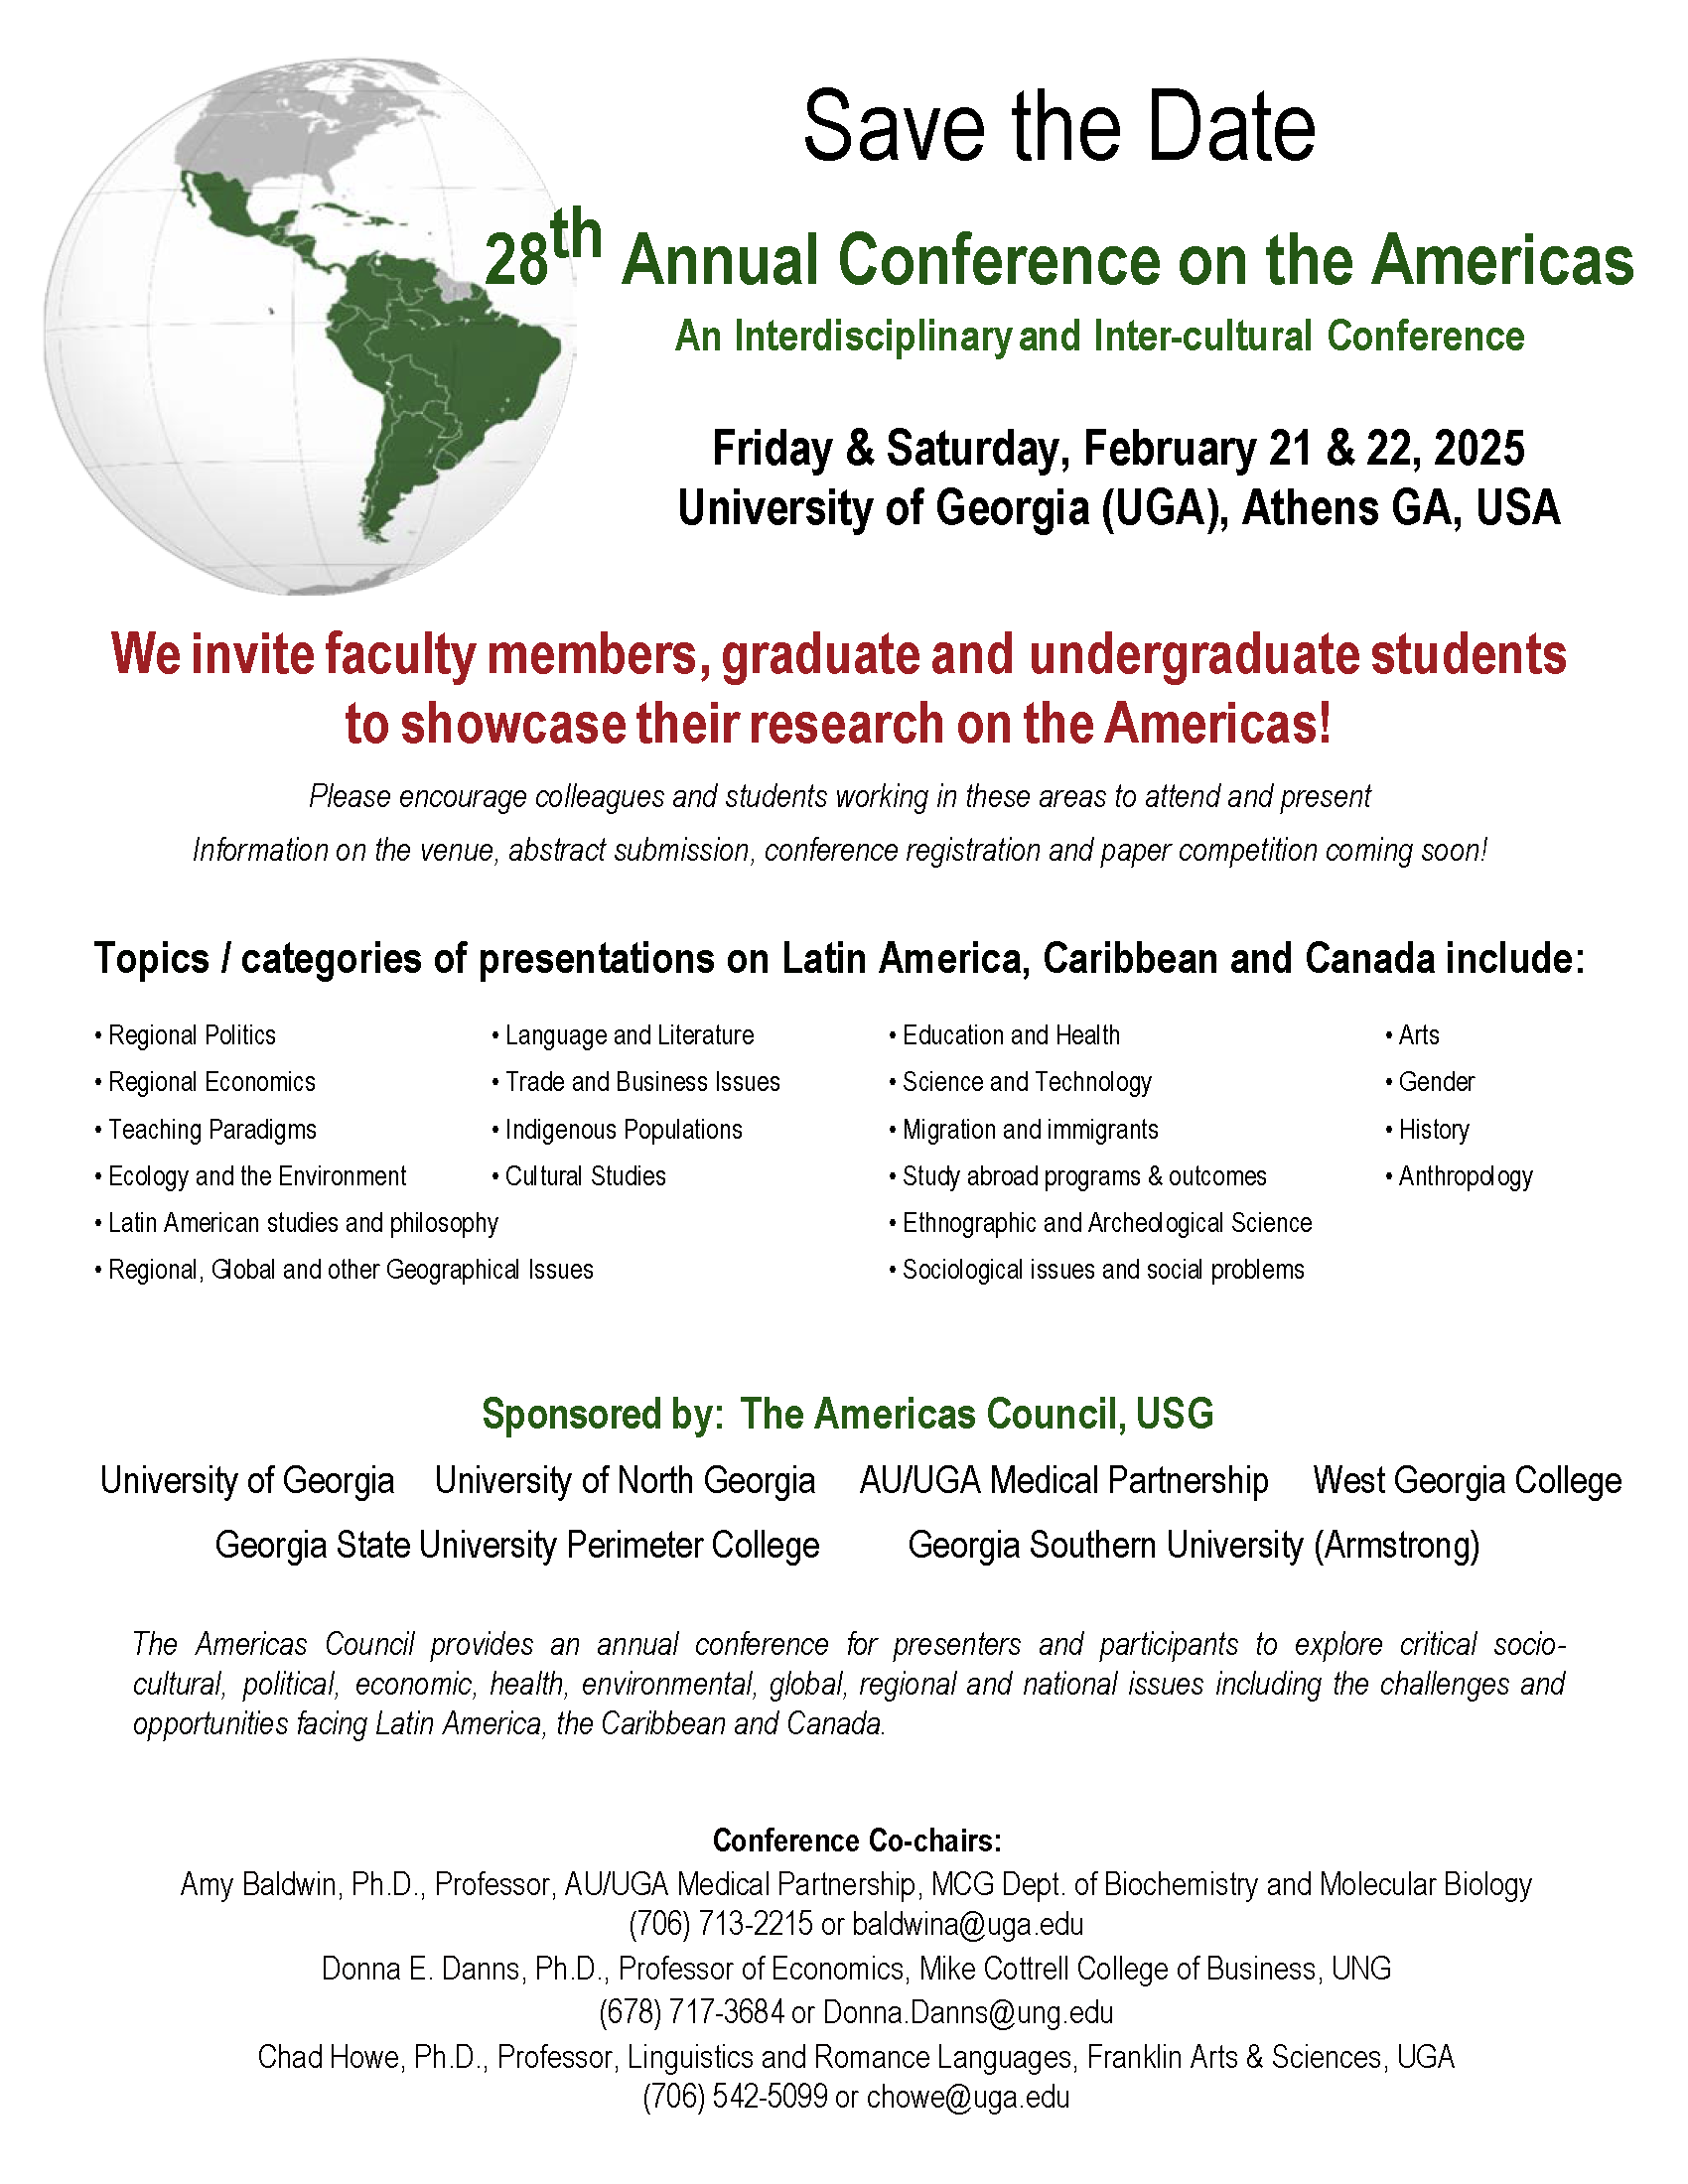 Save the Date
28th Annual Conference on the Americas
An Interdisciplinary and Inter-cultural Conference
Friday & Saturday, February 21 & 22, 2025
University of Georgia (UGA), Athens GA, USA
We invite faculty members, graduate and undergraduate students
to showcase their research on the Americas!
Please encourage colleagues and students working in these areas to attend and present
Information on the venue, abstract submission, conference registration and paper competition coming soon!
Topics / categories of presentations on Latin America, Caribbean and Canada include:
• Regional Politics • Language and Literature • Education and Health • Arts
• Regional Economics • Trade and Business Issues • Science and Technology • Gender
• Teaching Paradigms • Indigenous Populations • Migration and immigrants • History
• Ecology and the Environment • Cultural Studies • Study abroad programs & outcomes • Anthropology
• Latin American studies and philosophy • Ethnographic and Archeological Science
• Regional, Global and other Geographical Issues • Sociological issues and social problems
Sponsored by: The Americas Council, USG
University of Georgia University of North Georgia AU/UGA Medical Partnership West Georgia College
Georgia State University Perimeter College Georgia Southern University (Armstrong)
The Americas Council provides an annual conference for presenters and participants to explore critical socio-
cultural, political, economic, health, environmental, global, regional and national issues including the challenges and
opportunities facing Latin America, the Caribbean and Canada.
Conference Co-chairs:
Amy Baldwin, Ph.D., Professor, AU/UGA Medical Partnership, MCG Dept. of Biochemistry and Molecular Biology
(706) 713-2215 or baldwina@uga.edu
Donna E. Danns, Ph.D., Professor of Economics, Mike Cottrell College of Business, UNG
(678) 717-3684 or Donna.Danns@ung.edu
Chad Howe, Ph.D., Professor, Linguistics and Romance Languages, Franklin Arts & Sciences, UGA
(706) 542-5099 or chowe@uga.edu